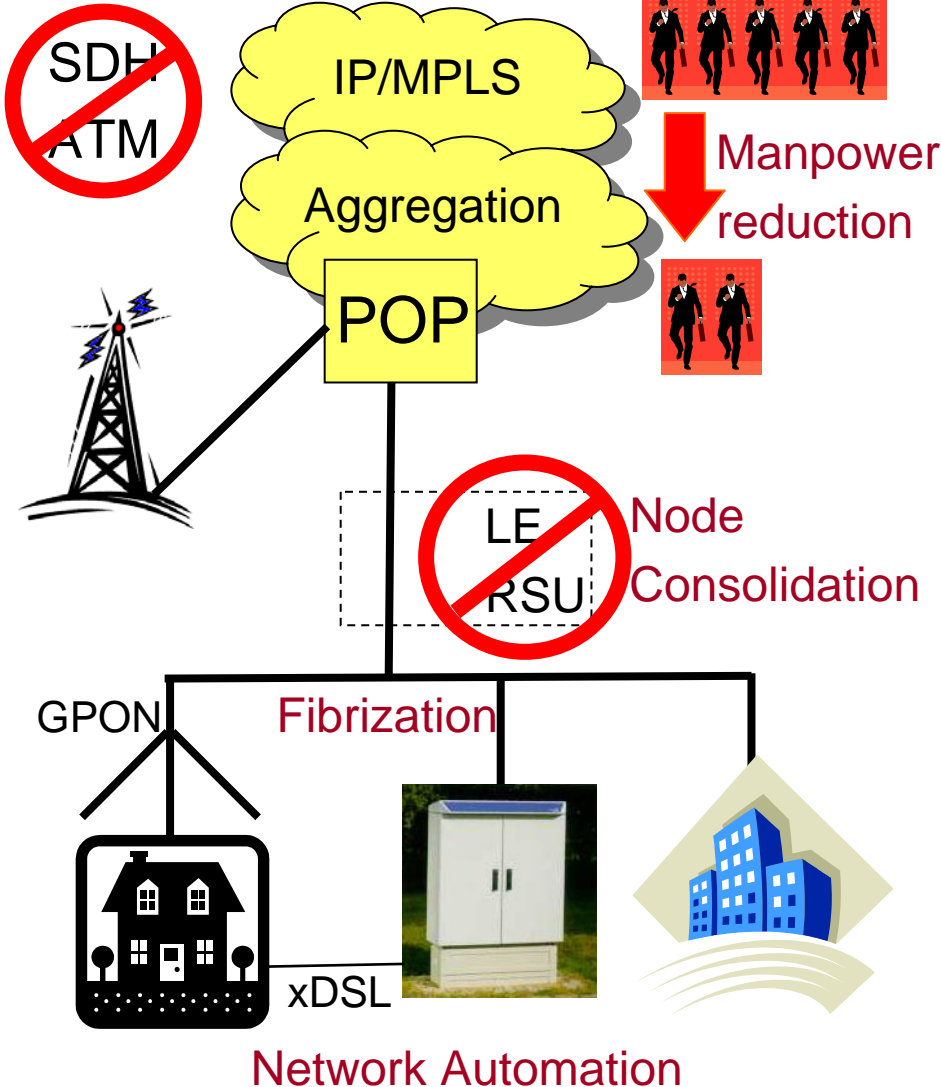 SDH
ATM
IP/MPLS
Aggregation
POP
Manpower
reduction
LE
RSU
Node
Consolidation
GPON
Fibrization
xDSL
Network Automation